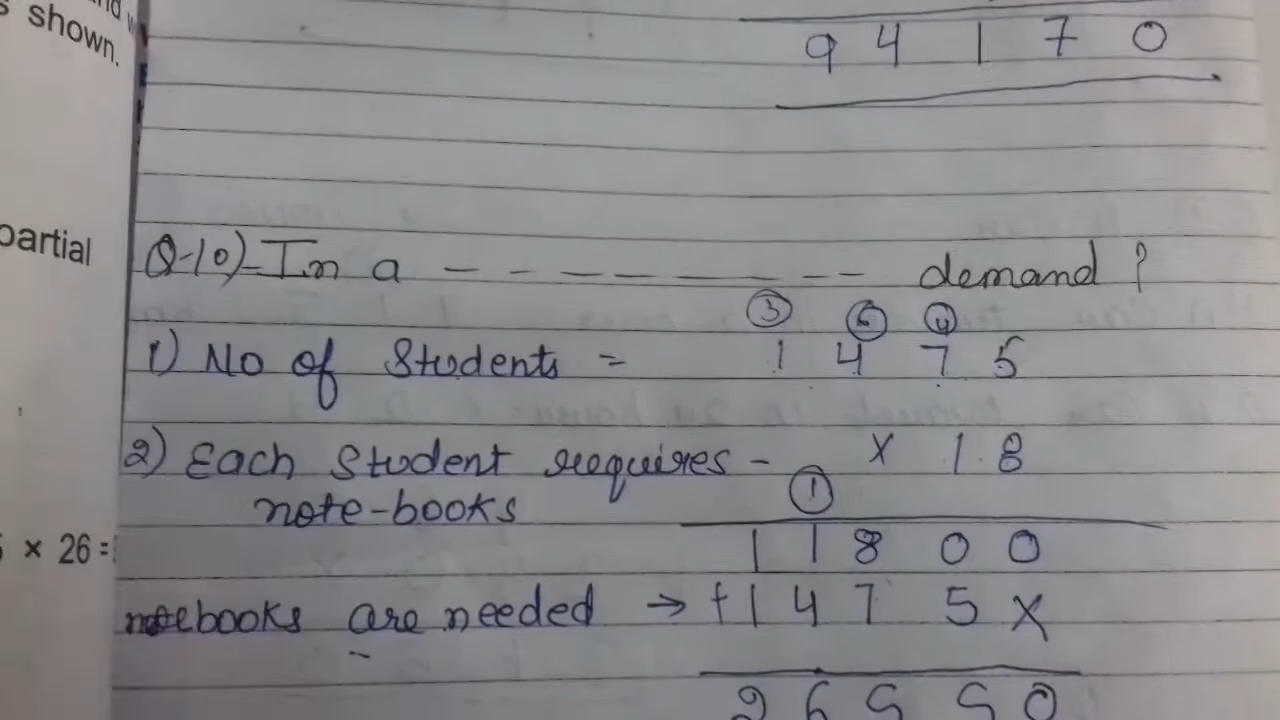 s shown.
9 4 1 7 0
partial
Q-10)- In a - - - - - - - - - demand?
3 6 4
1) No of Students = 1 4 7 5
2) Each Student requires - × 1 8
note-books 1
1 1 8 0 0
× 26 =
notebooks are needed → +1 4 7 5 ×
2 6 5 5 0